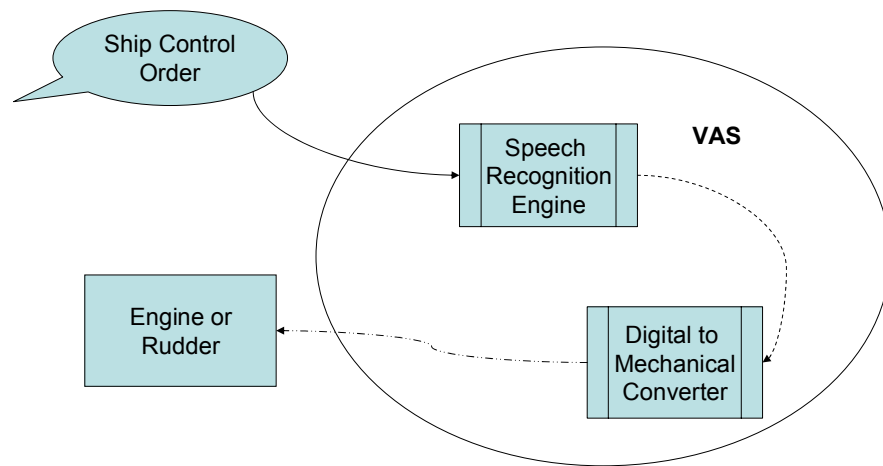 Ship Control
Order
Speech
Recognition
Engine
VAS
Engine or
Rudder
Digital to
Mechanical
Converter